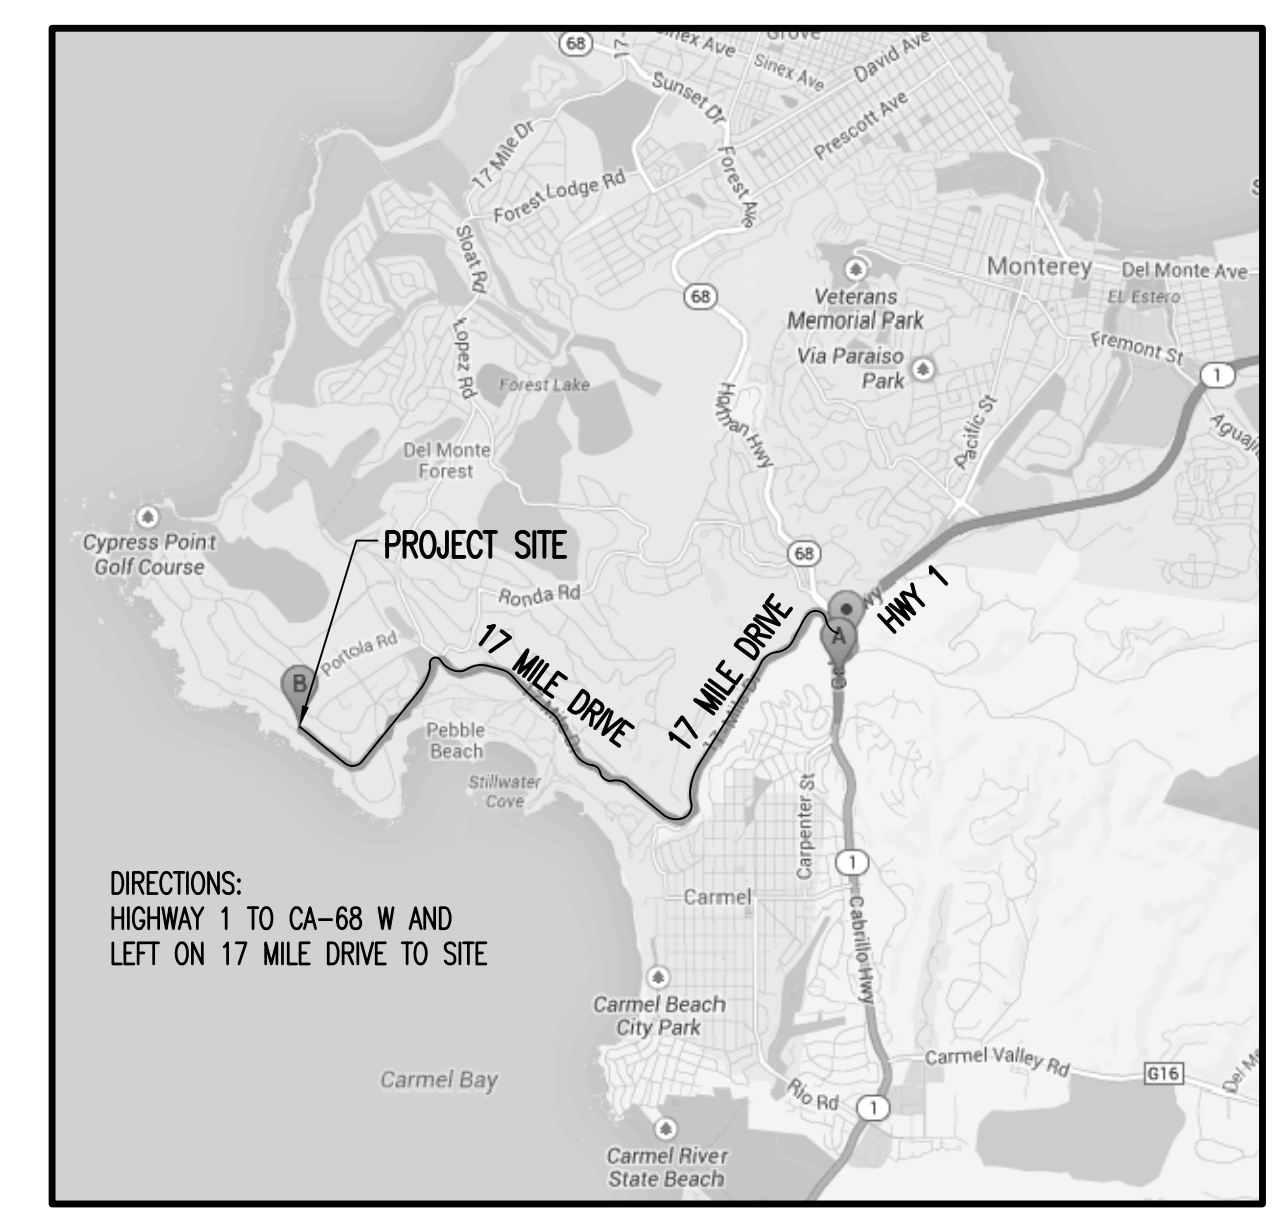 68
17-
Grove
Sinex Ave
Sinex Ave
David Ave
Sunset Dr
Prescott Ave
17 Mile Dr
Forest Lodge Rd
Forest Ave
Sloat Rd
68
Veterans
Memorial Park
Monterey
Del Monte Ave
EL Estero
Fremont St
Via Paraiso
Park
1
Lopez Rd
Forest Lake
Holman Hwy
Pacific St
Del Monte
Forest
Cypress Point
Golf Course
PROJECT SITE
68
Ronda Rd
HWY 1
A
Portola Rd
B
17 MILE DRIVE
17 MILE DRIVE
Pebble
Beach
Stillwater
Cove
Carpenter St
DIRECTIONS:
HIGHWAY 1 TO CA-68 W AND
LEFT ON 17 MILE DRIVE TO SITE
1
Carmel
Cabrillo Hwy
Carmel Beach
City Park
Carmel Bay
Carmel Valley Rd
G16
Rio Rd
1
Carmel River
State Beach